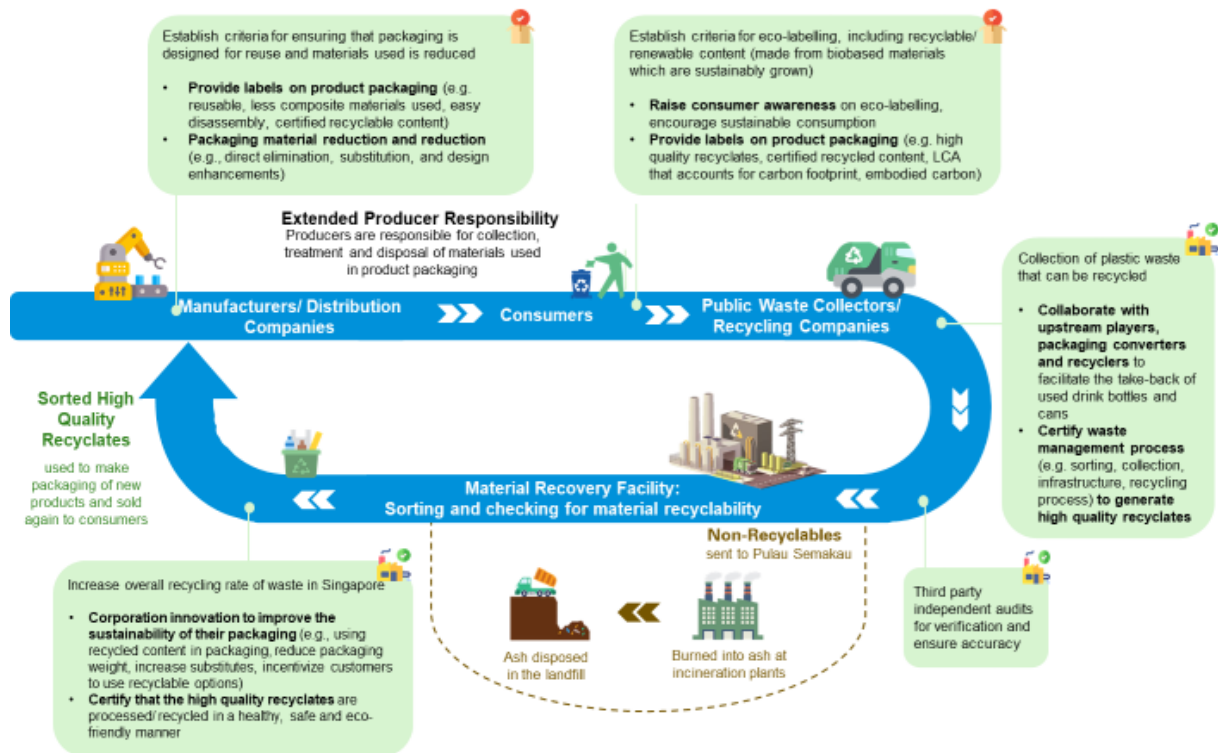 Establish criteria for ensuring that packaging is
designed for reuse and materials used is reduced
• Provide labels on product packaging (e.g.
reusable, less composite materials used, easy
disassembly, certified recyclable content)
• Packaging material reduction and reduction
(e.g., direct elimination, substitution, and design
enhancements)
Establish criteria for eco-labelling, including recyclable/
renewable content (made from biobased materials
which are sustainably grown)
• Raise consumer awareness on eco-labelling,
encourage sustainable consumption
• Provide labels on product packaging (e.g. high
quality recyclates, certified recycled content, LCA
that accounts for carbon footprint, embodied carbon)
Extended Producer Responsibility
Producers are responsible for collection,
treatment and disposal of materials used
in product packaging
Manufacturers/ Distribution
Companies
Consumers
Public Waste Collectors/
Recycling Companies
Collection of plastic waste
that can be recycled
• Collaborate with
upstream players,
packaging converters
and recyclers to
facilitate the take-back of
used drink bottles and
cans
• Certify waste
management process
(e.g. sorting, collection,
infrastructure, recycling
process) to generate
high quality recyclates
Sorted High
Quality
Recyclates
used to make
packaging of new
products and sold
again to consumers
Material Recovery Facility:
Sorting and checking for material recyclability
Non-Recyclables
sent to Pulau Semakau
Ash disposed
in the landfill
Burned into ash at
incineration plants
Third party
independent audits
for verification and
ensure accuracy
Increase overall recycling rate of waste in Singapore
• Corporation innovation to improve the
sustainability of their packaging (e.g., using
recycled content in packaging, reduce packaging
weight, increase substitutes, incentivize customers
to use recyclable options)
• Certify that the high quality recyclates are
processed/ recycled in a healthy, safe and eco-
friendly manner